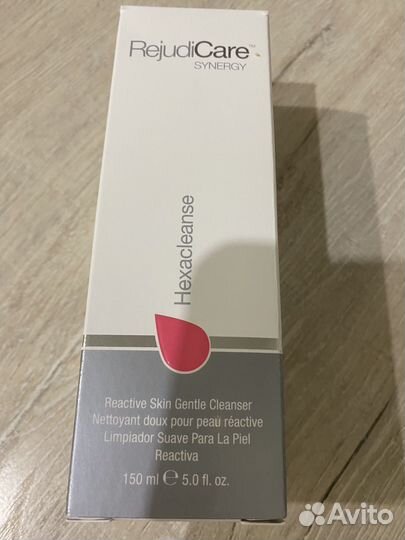 RejudiCare™
SYNERGY
Hexacleanse
Reactive Skin Gentle Cleanser
Nettoyant doux pour peau réactive
Limpiador Suave Para La Piel
Reactiva
150 ml ℮ 5.0 fl. oz.
Avito